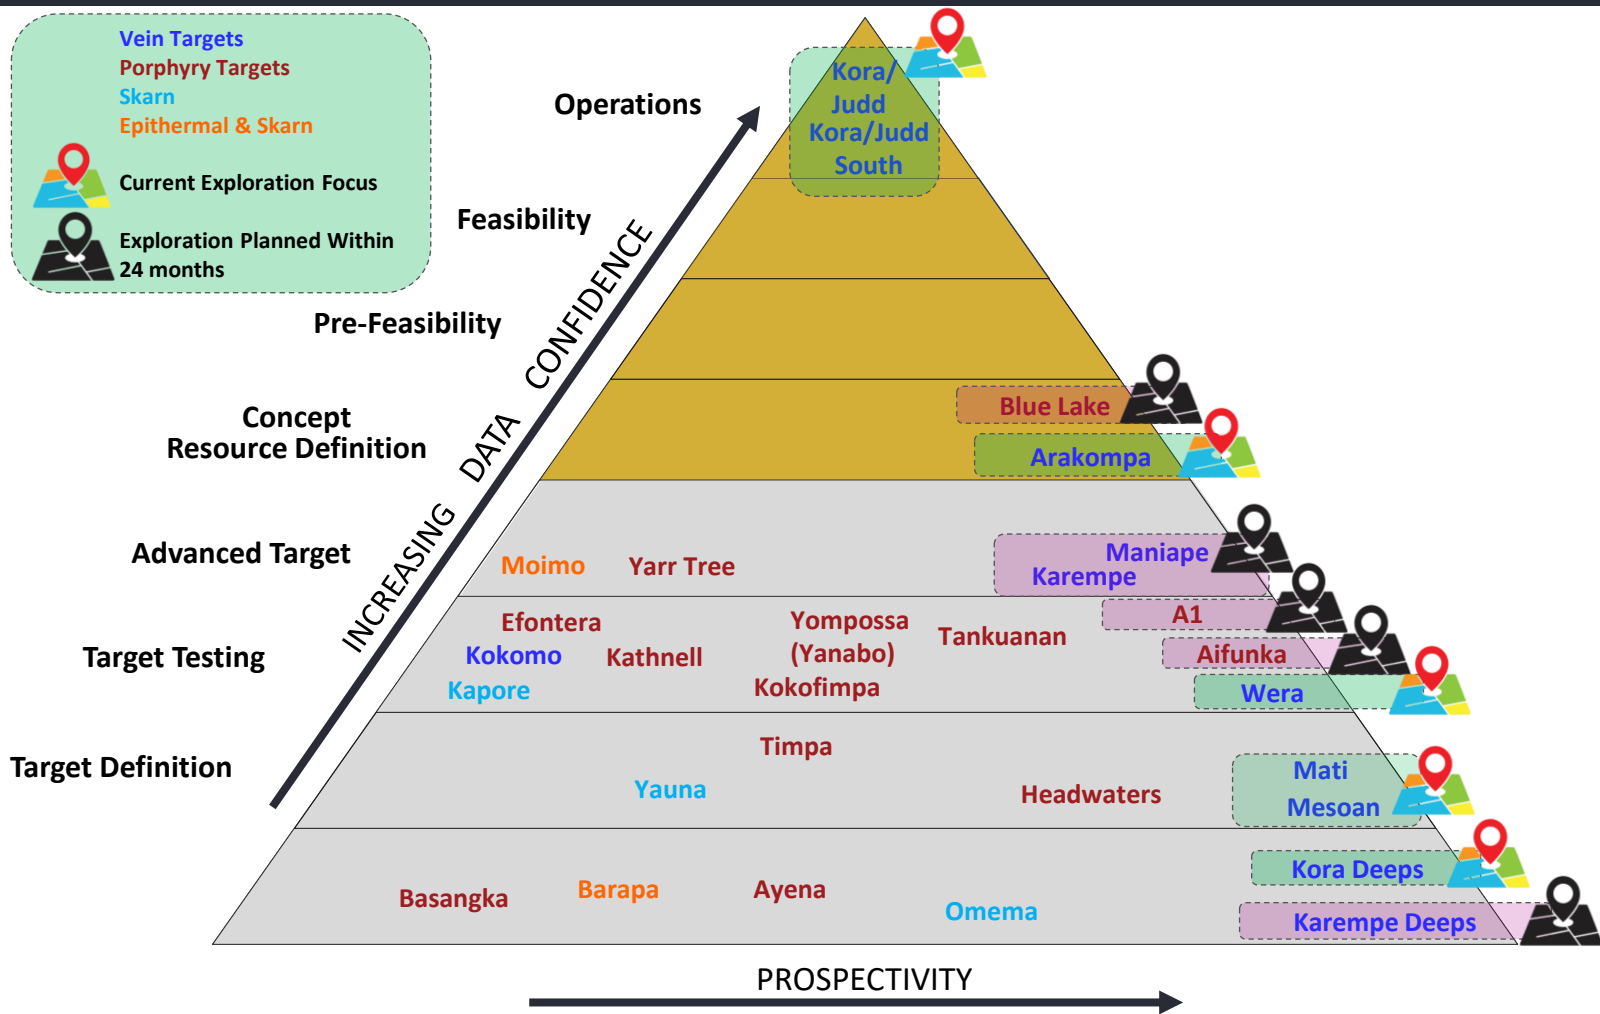 Vein Targets
Porphyry Targets
Skarn
Epithermal & Skarn
Current Exploration Focus
Exploration Planned Within
24 months
Operations
Feasibility
Pre-Feasibility
Concept
Resource Definition
Advanced Target
Target Testing
Target Definition
INCREASING DATA CONFIDENCE
Kora/
Judd
Kora/Judd
South
Blue Lake
Arakompa
Moimo
Yarr Tree
Maniape
Karempe
Efontera
Kokomo
Kapore
Kathnell
Yompossa
(Yanabo)
Kokofimpa
Tankuanan
A1
Aifunka
Wera
Timpa
Yauna
Headwaters
Mati
Mesoan
Basangka
Barapa
Ayena
Omema
Kora Deeps
Karempe Deeps
PROSPECTIVITY